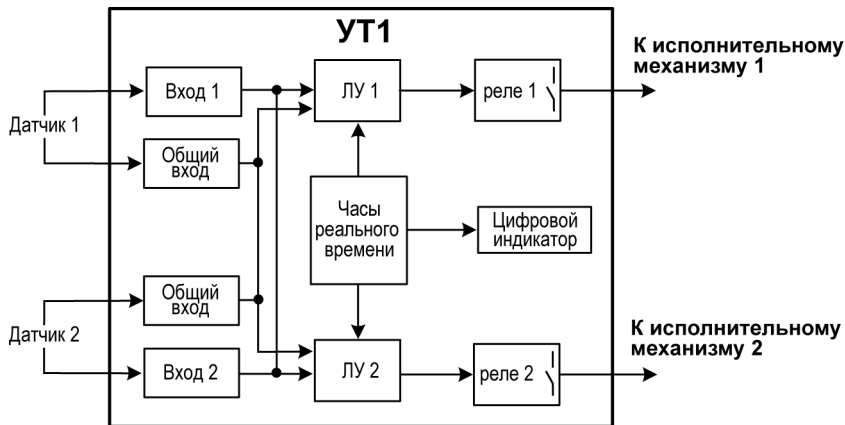 УТ1
К исполнительному
механизму 1
Вход 1
ЛУ 1
реле 1
Датчик 1
Общий
вход
Часы
реального
времени
Цифровой
индикатор
Общий
вход
Датчик 2
К исполнительному
механизму 2
Вход 2
ЛУ 2
реле 2